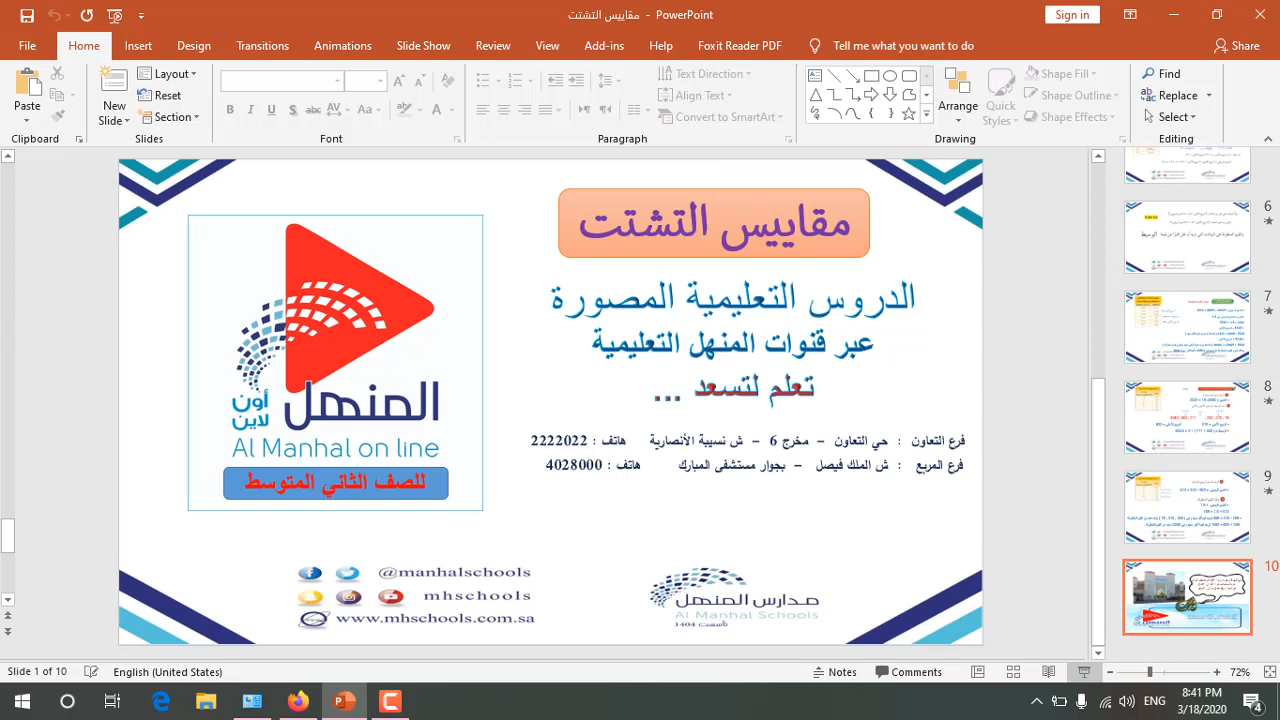 مقاييس التشتت - PowerPoint
Sign in
File Home Insert Design Transitions Animations Slide Show Review View Add-ins Help Foxit Reader PDF Tell me what you want to do Share
Paste
Clipboard
New Slide
Layout
Reset
Section
Slides
B I U S abc AV Aa A
Font
Text Direction
Align Text
Convert to SmartArt
Paragraph
Arrange
Quick Styles
Shape Fill
Shape Outline
Shape Effects
Drawing
Find
Replace
Select
Editing
مقاييس التشتت
الدروس التعليمية المصورة
عبر قنوات المنهل التعليمية
تعلم لتسعد ...
فرع التعاون : حي التعاون - مخرج 6 - ش نسيبة الأنصارية هاتف : 2222022
فرع المربع : ش الملك فيصل - بجوار مستشفى المبارك هاتف : 4028000
المنهل
أون لاين
Al Manhal on line
للصف الثاني المتوسط
@manhalschools
mhschools
www.mhschools.com.sa
مدارس المنهل
Al Manhal Schools
تأسست 1404
6
الوسيط
7
8
9
10
Slide 1 of 10 English (United States) Notes Comments 72%
ENG 8:41 PM
3/18/2020
4